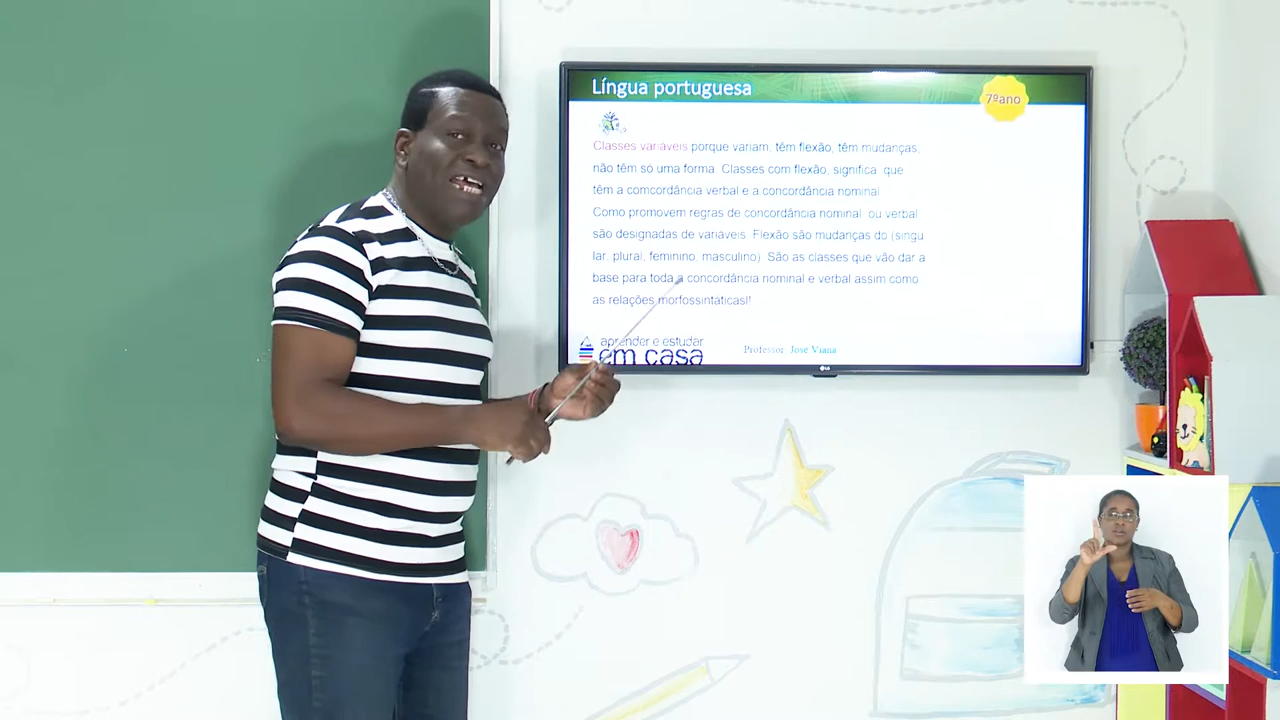 Língua portuguesa
7ºano
Classes variáveis porque variam, têm flexão, têm mudanças,
não têm só uma forma. Classes com flexão, significa que
têm a comcordância verbal e a concordância nominal
Como promovem regras de concordância nominal ou verbal
são designadas de variáveis. Flexão são mudanças do (singu
lar, plural, feminino, masculino). São as classes que vão dar a
base para toda a concordância nominal e verbal assim como
as relações morfossintáticasl!
aprender e estudar
em casa
Professor: José Viana
LG